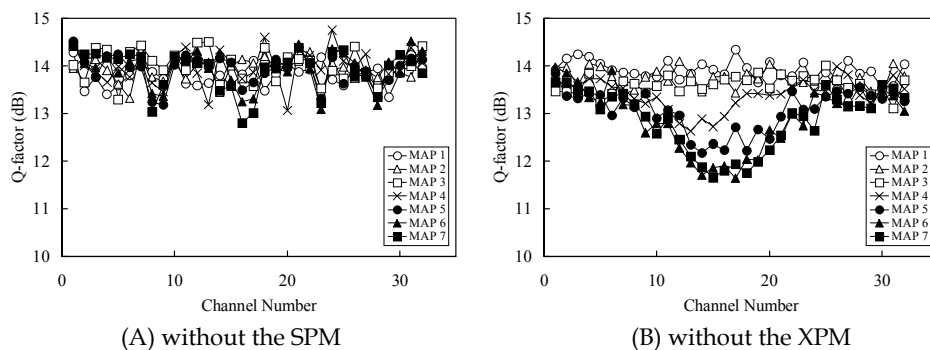 15
14
13
12
11
10
Q-factor (dB)
MAP 1
MAP 2
MAP 3
MAP 4
MAP 5
MAP 6
MAP 7
0 10 20 30
Channel Number
(A) without the SPM
15
14
13
12
11
10
Q-factor (dB)
MAP 1
MAP 2
MAP 3
MAP 4
MAP 5
MAP 6
MAP 7
0 10 20 30
Channel Number
(B) without the XPM